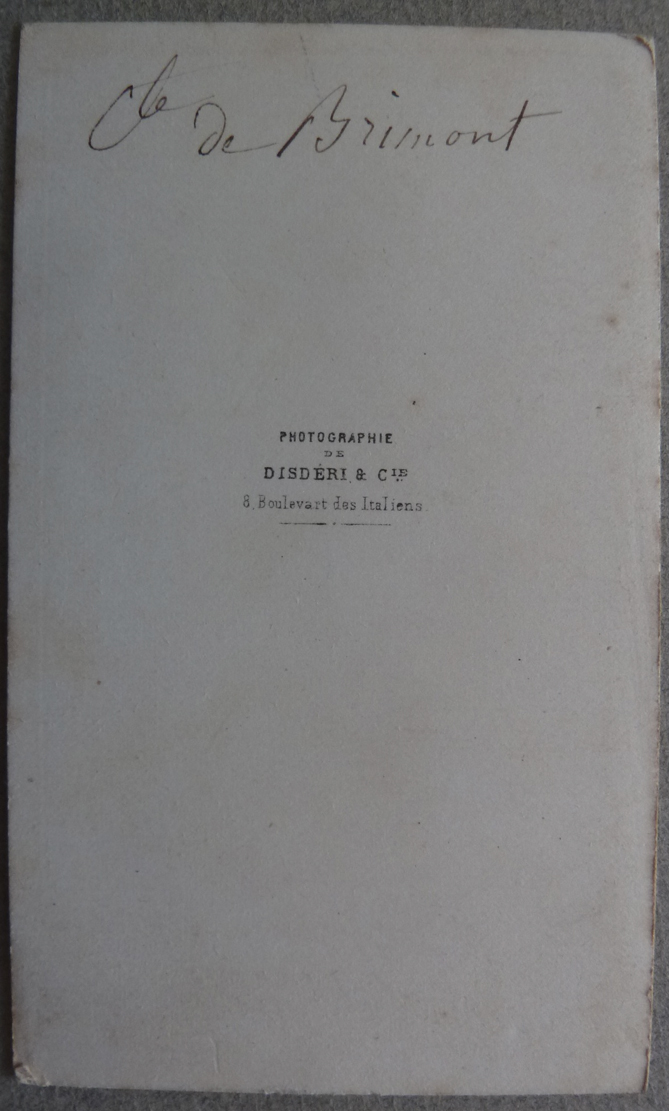 Cte de Brimont
PHOTOGRAPHIE
DE
DISDÉRI & CIE
8, Boulevart des Italiens.